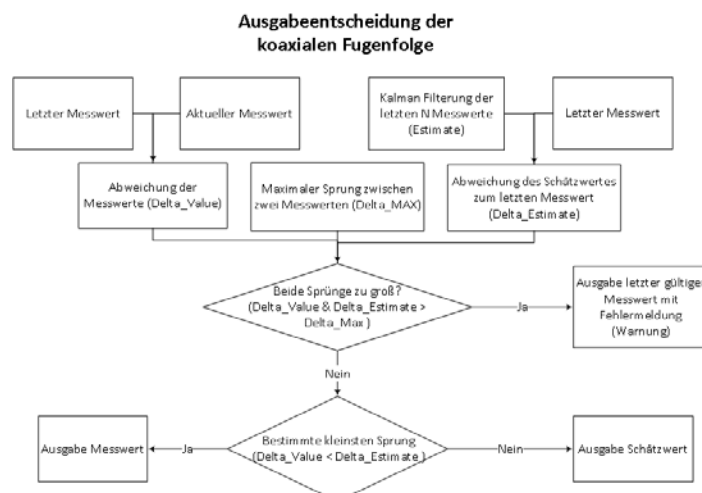 Ausgabeentscheidung der
koaxialen Fugenfolge
Letzter Messwert
Aktueller Messwert
Kalman Filterung der
letzten N Messwerte
(Estimate)
Letzter Messwert
Abweichung der
Messwerte (Delta_Value)
Maximaler Sprung zwischen
zwei Messwerten (Delta_MAX)
Abweichung des Schätzwertes
zum letzten Messwert
(Delta_Estimate)
Beide Sprünge zu groß?
(Delta_Value & Delta_Estimate >
Delta_Max )
Ja
Ausgabe letzter gültiger
Messwert mit
Fehlermeldung
(Warnung)
Nein
Ausgabe Messwert
Ja
Bestimmte kleinsten Sprung
(Delta_Value < Delta_Estimate )
Nein
Ausgabe Schätzwert